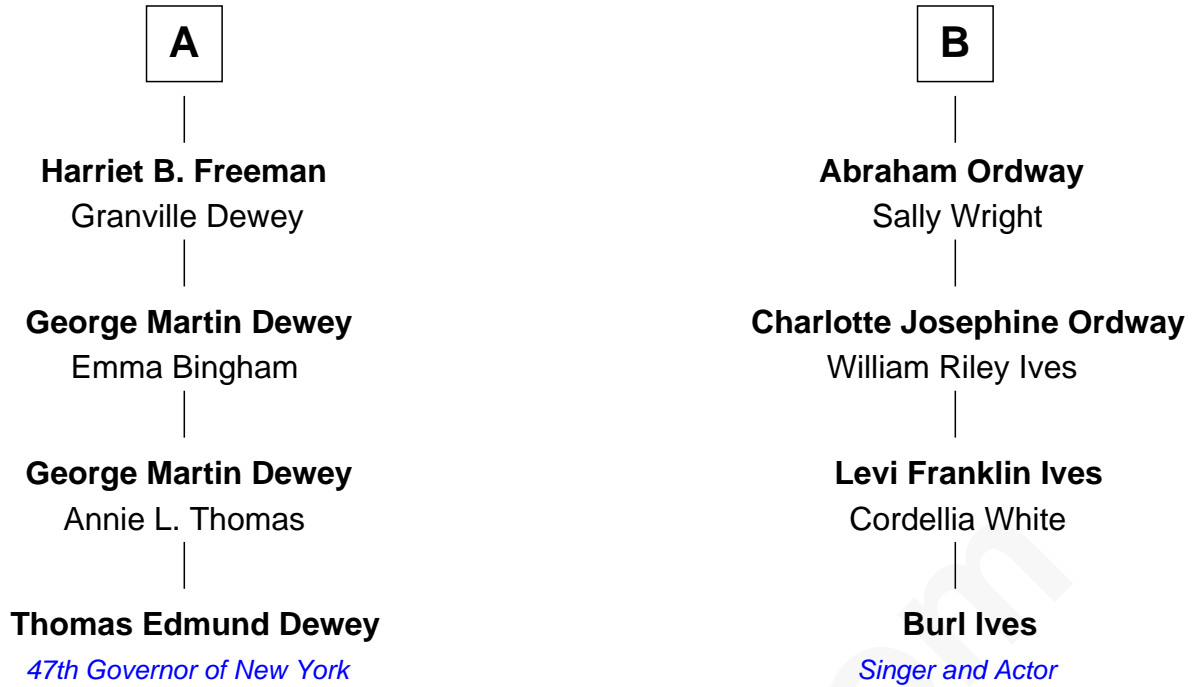 A
Harriet B. Freeman
Granville Dewey
George Martin Dewey
Emma Bingham
George Martin Dewey
Annie L. Thomas
Thomas Edmund Dewey
47th Governor of New York
B
Abraham Ordway
Sally Wright
Charlotte Josephine Ordway
William Riley Ives
Levi Franklin Ives
Cordellia White
Burl Ives
Singer and Actor